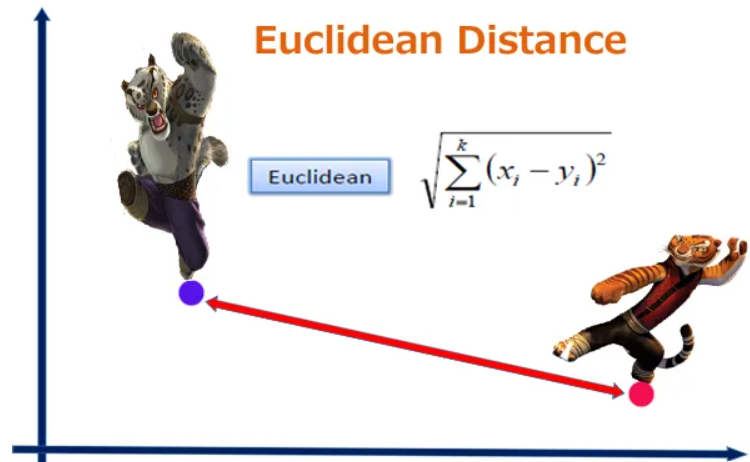 Euclidean Distance
Euclidean
√∑_{i=1}^{k}(x_i − y_i)²